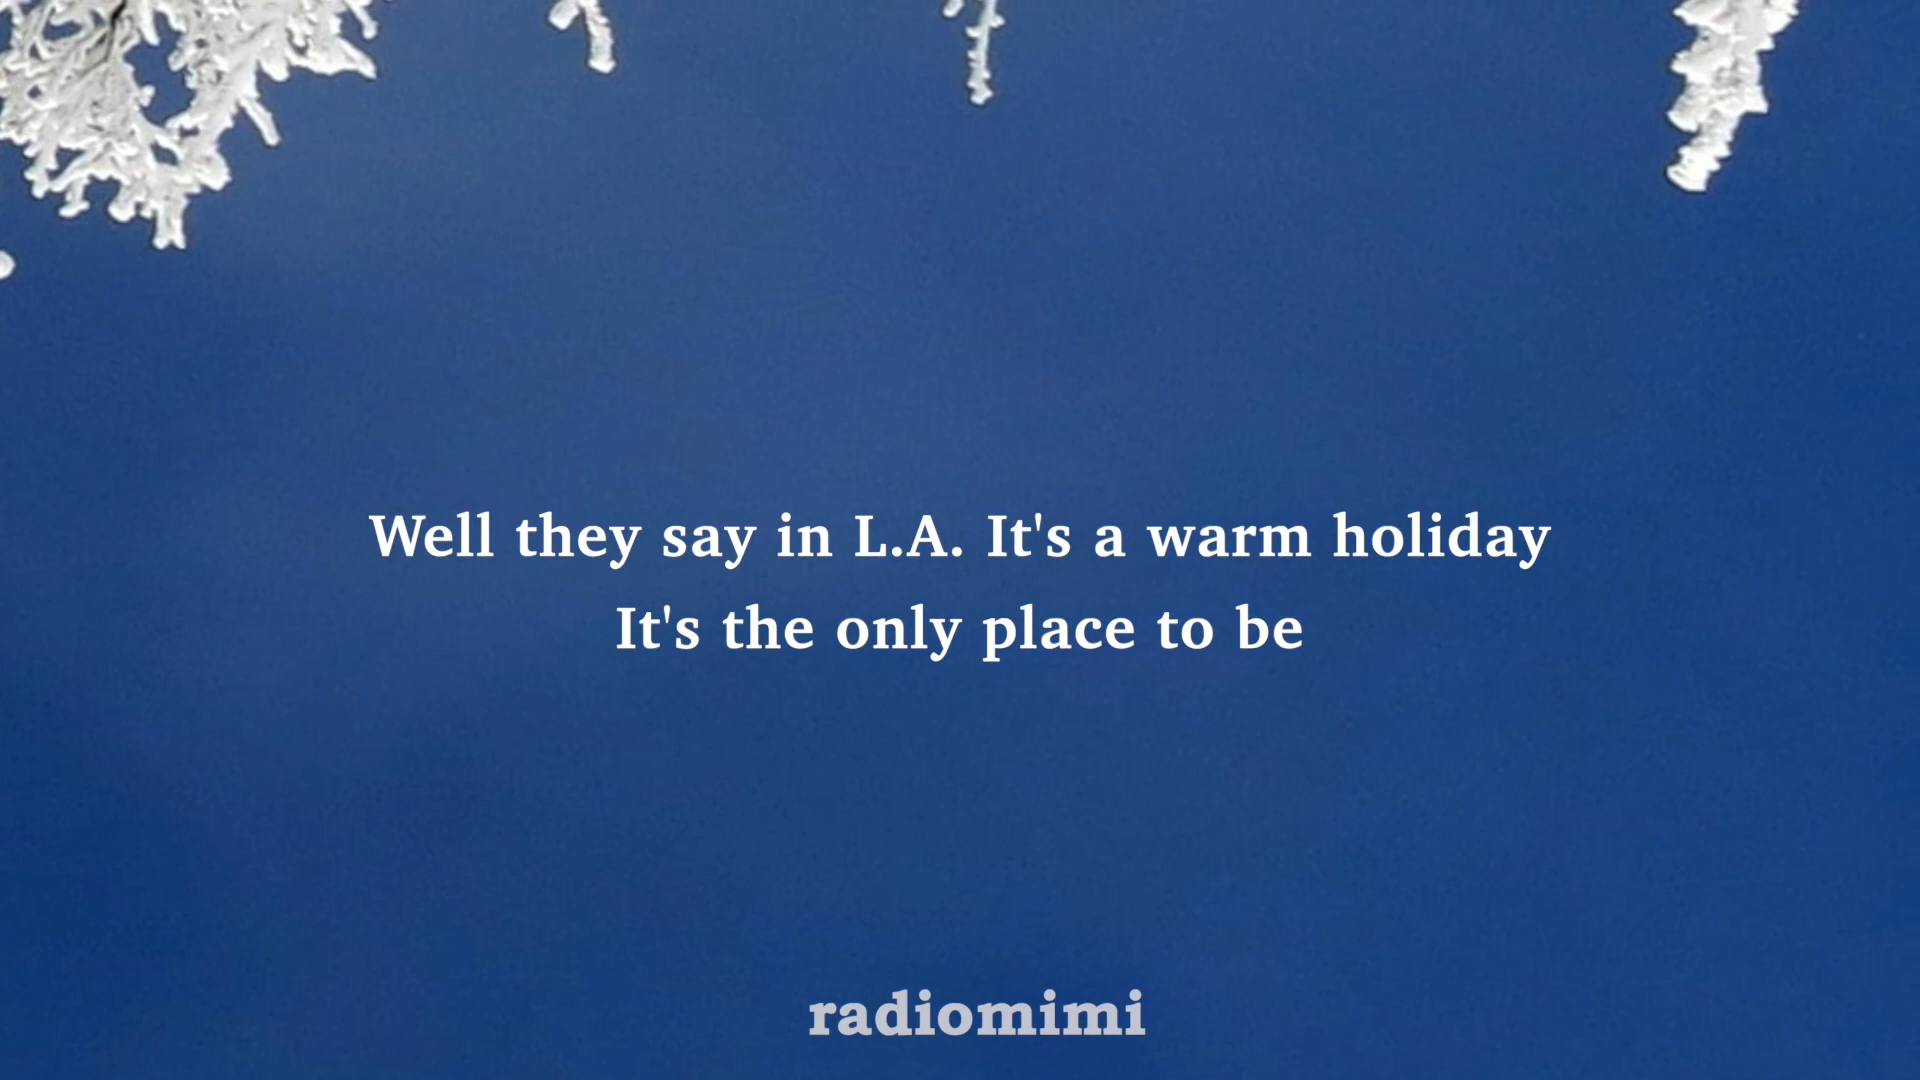 Well they say in L.A. It's a warm holiday
It's the only place to be
radiomimi